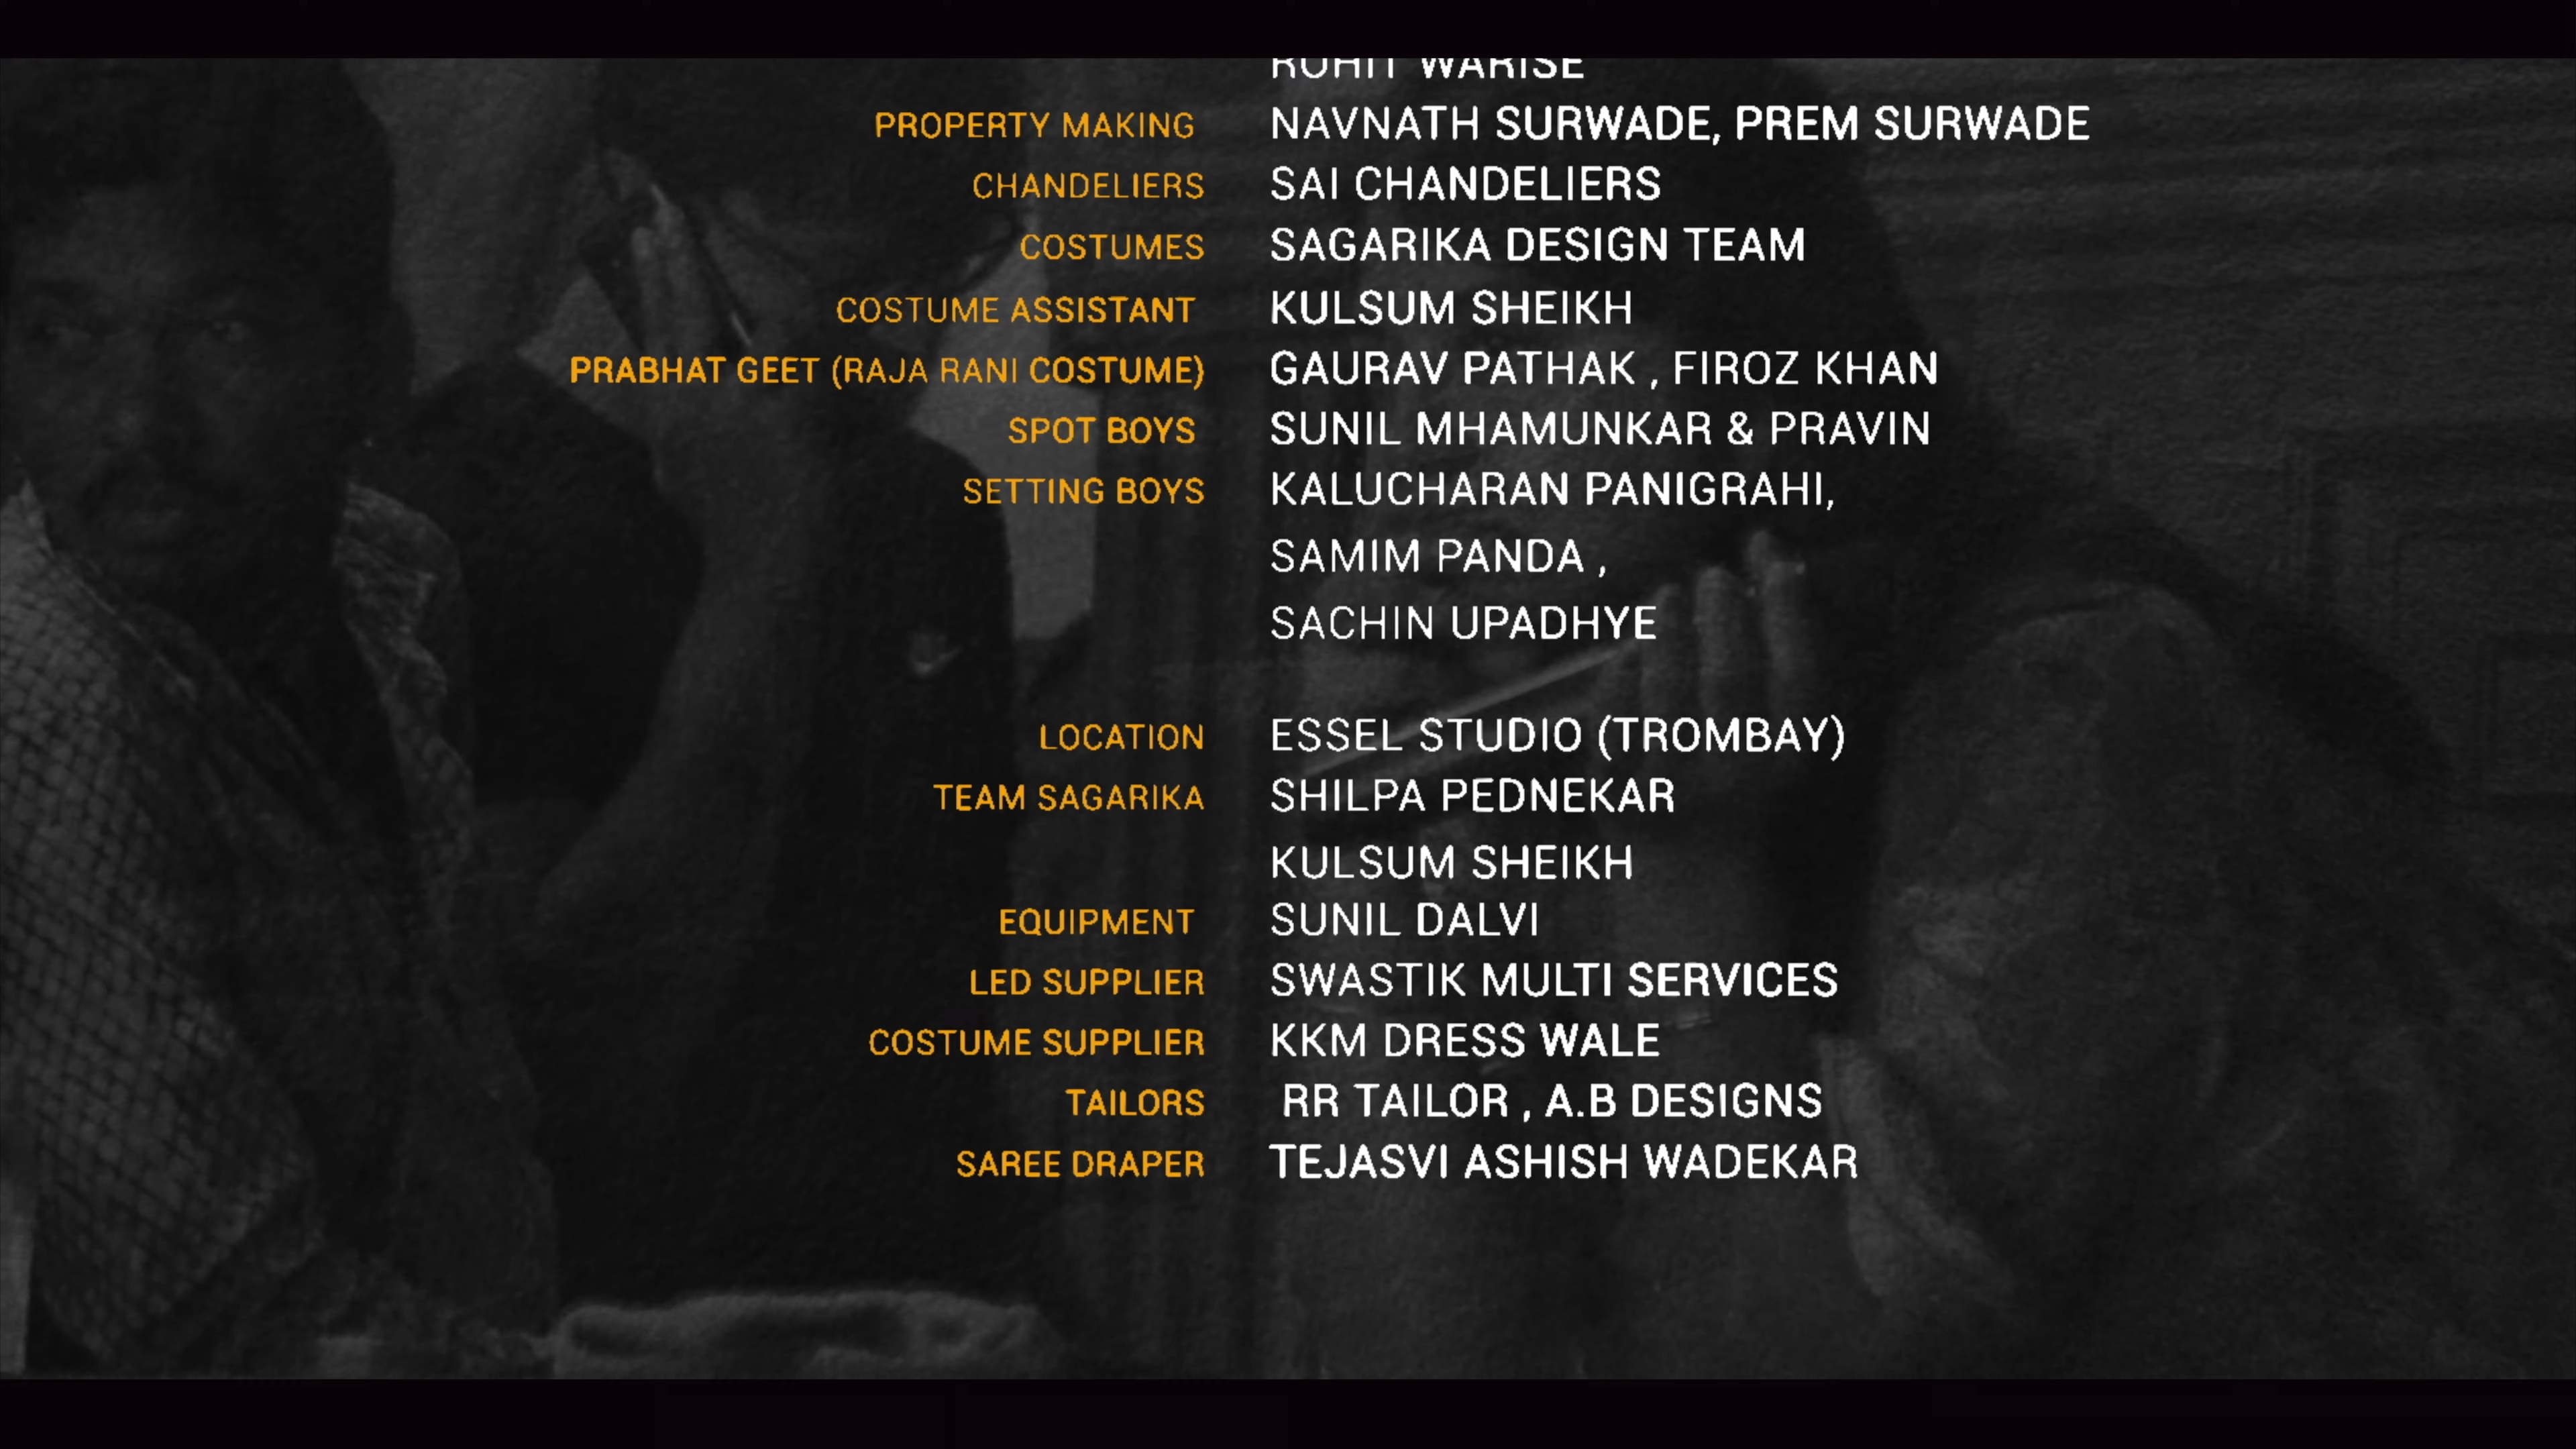 ROHIT WARISE
PROPERTY MAKING NAVNATH SURWADE, PREM SURWADE
CHANDELIERS SAI CHANDELIERS
COSTUMES SAGARIKA DESIGN TEAM
COSTUME ASSISTANT KULSUM SHEIKH
PRABHAT GEET (RAJA RANI COSTUME) GAURAV PATHAK , FIROZ KHAN
SPOT BOYS SUNIL MHAMUNKAR & PRAVIN
SETTING BOYS KALUCHARAN PANIGRAHI,
SAMIM PANDA ,
SACHIN UPADHYE
LOCATION ESSEL STUDIO (TROMBAY)
TEAM SAGARIKA SHILPA PEDNEKAR
KULSUM SHEIKH
EQUIPMENT SUNIL DALVI
LED SUPPLIER SWASTIK MULTI SERVICES
COSTUME SUPPLIER KKM DRESS WALE
TAILORS RR TAILOR , A.B DESIGNS
SAREE DRAPER TEJASVI ASHISH WADEKAR